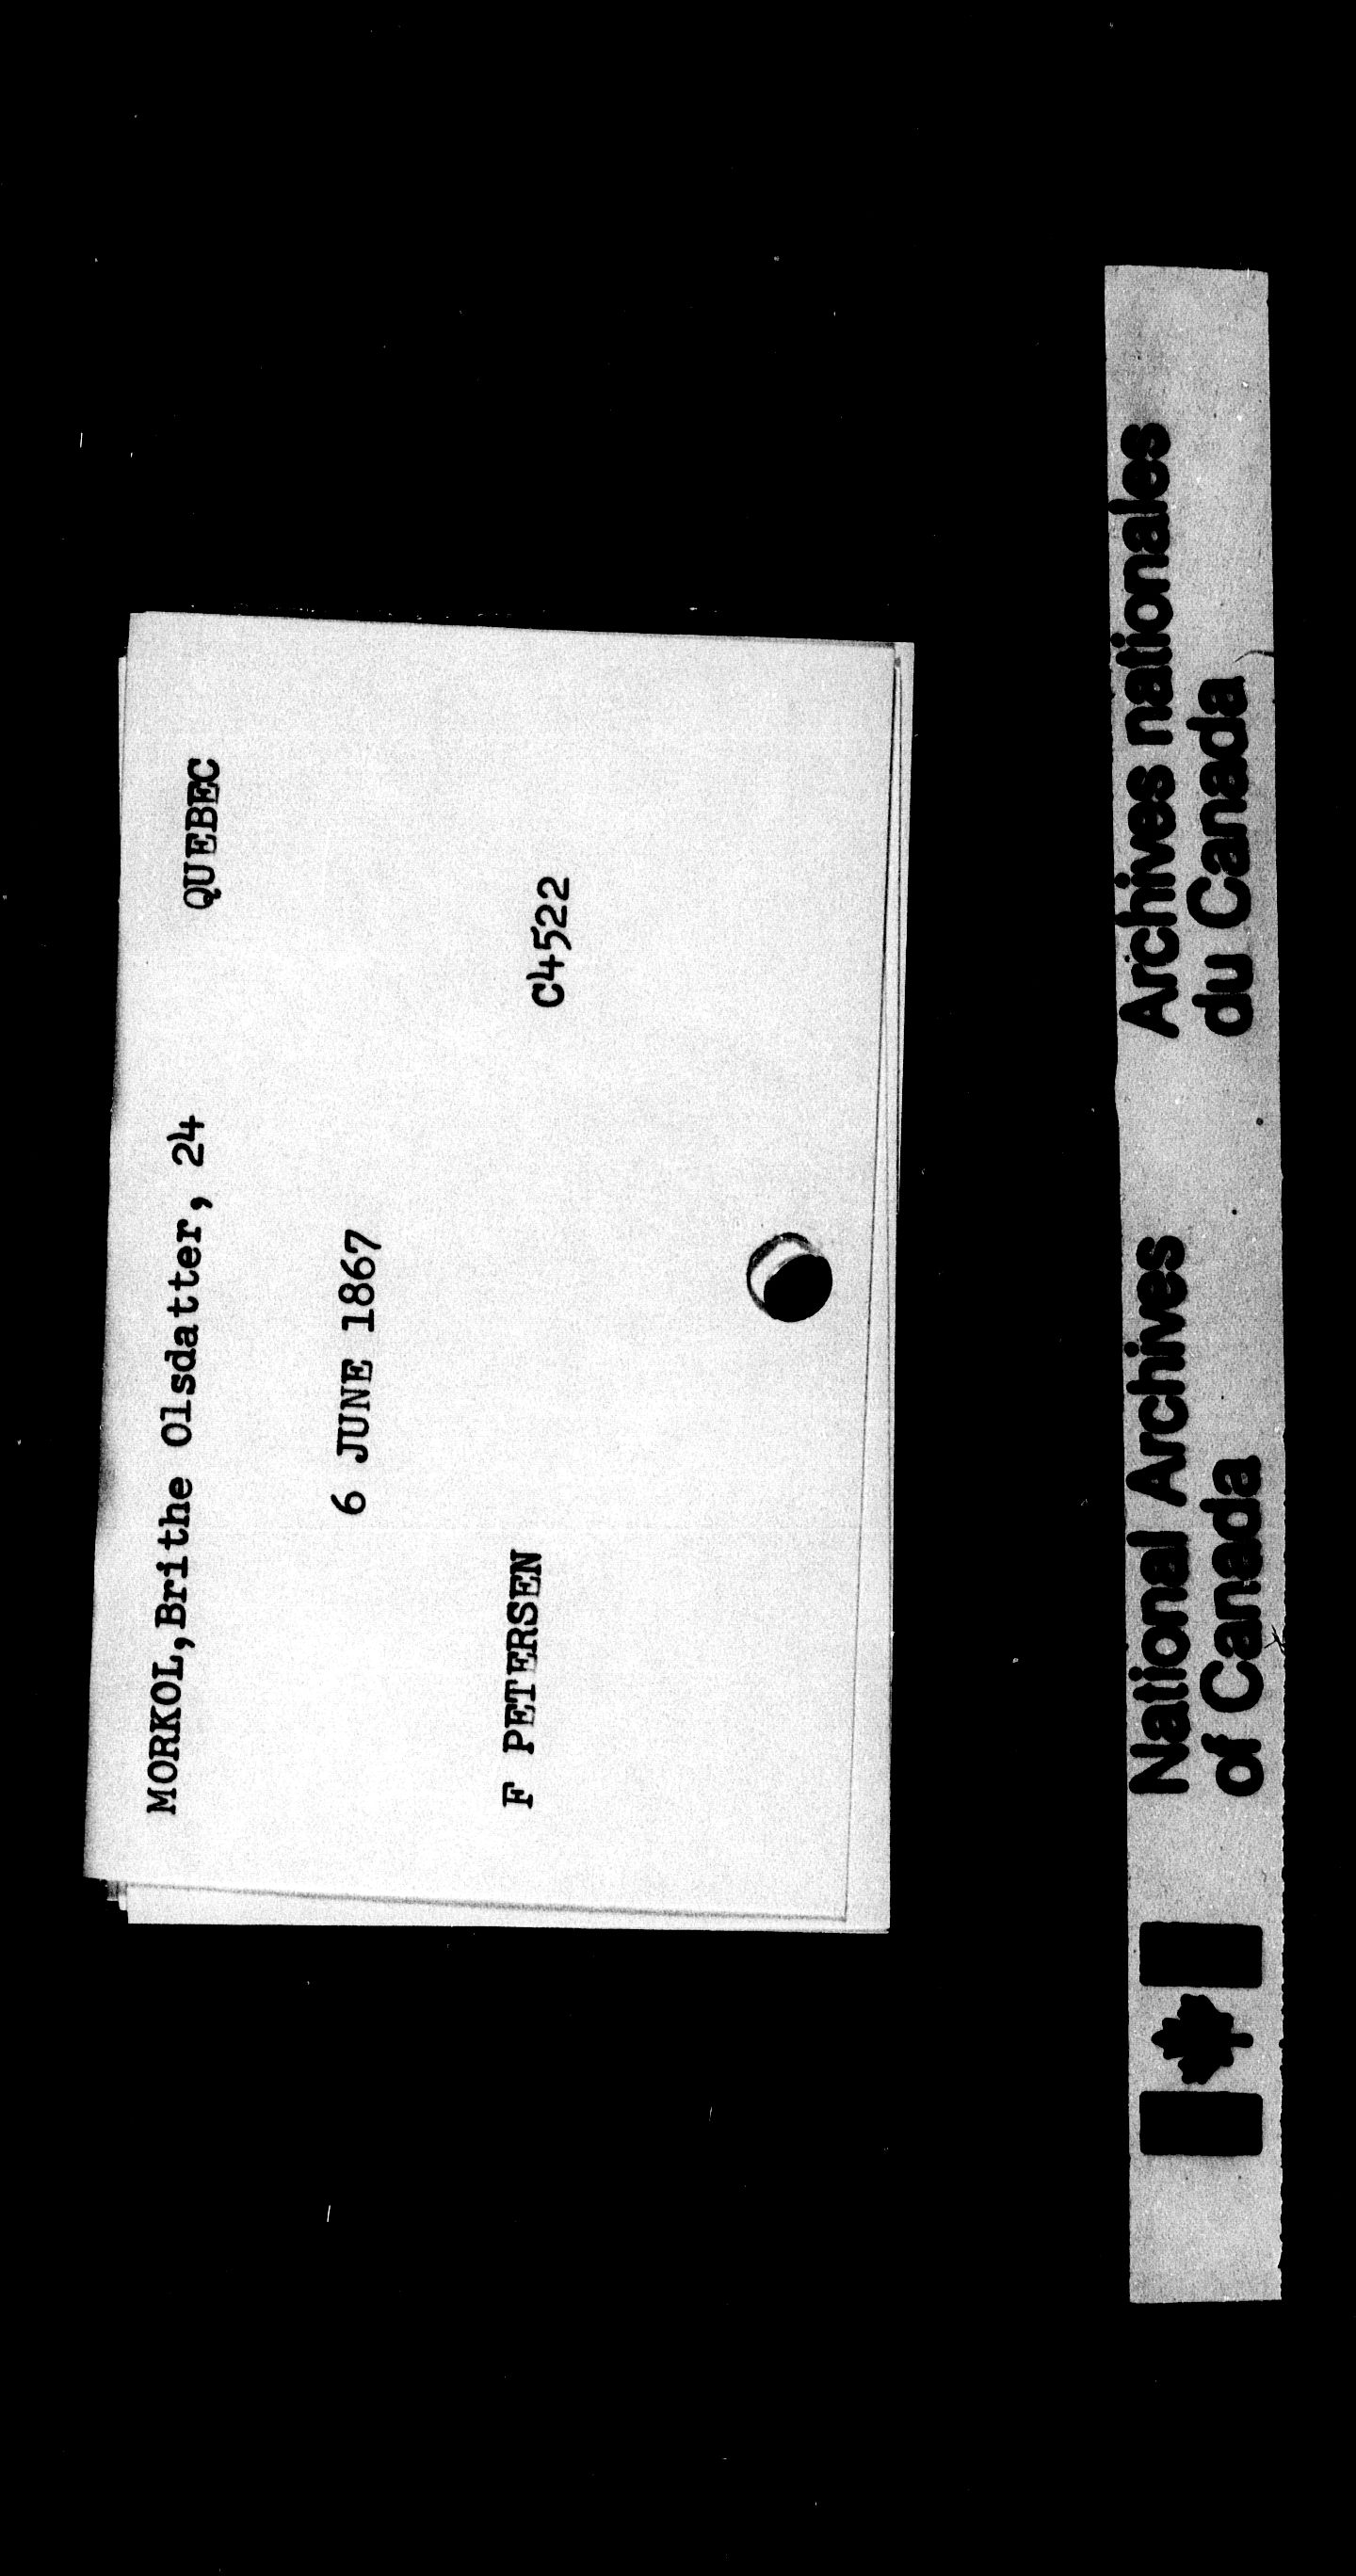 MORKOL,Brithe Olsdatter, 24 QUEBEC
6 JUNE 1867
F PETERSEN C4522
National Archives
of Canada
Archives nationales
du Canada